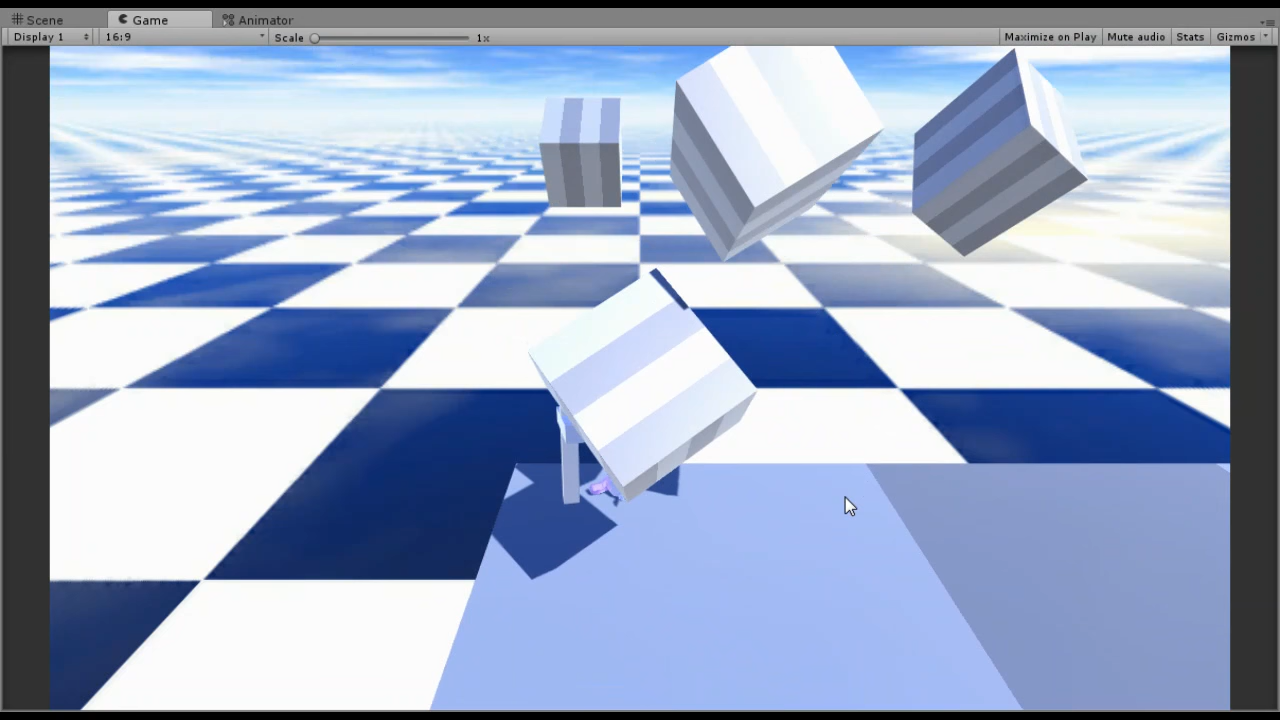 Scene Game Animator
Display 1 16:9 Scale 1x Maximize on Play Mute audio Stats Gizmos